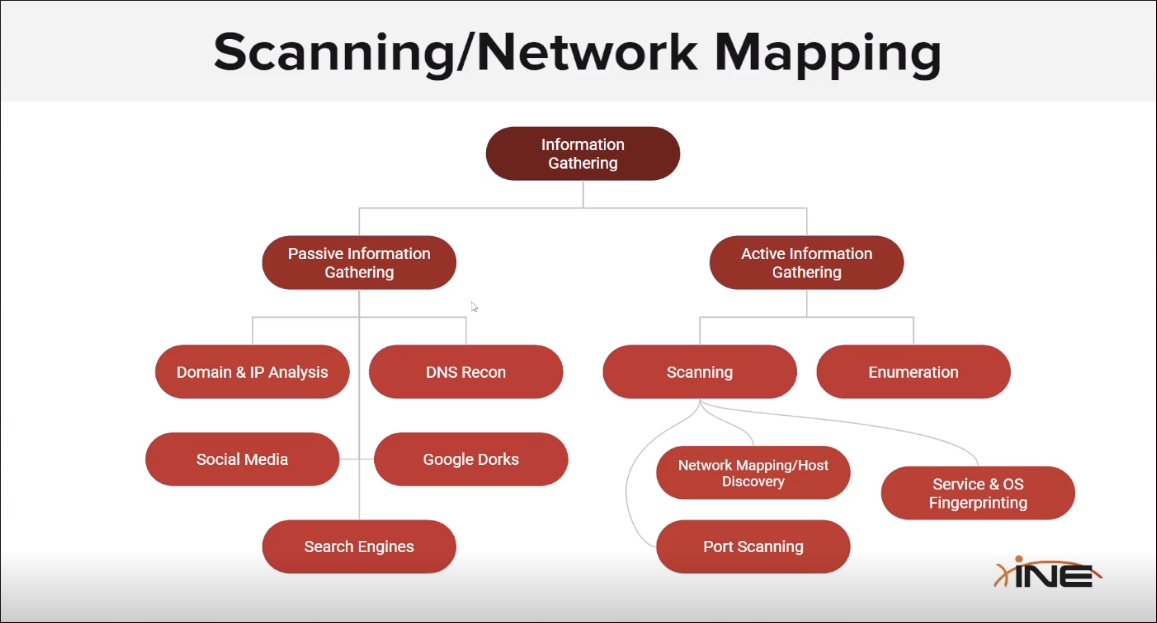 Scanning/Network Mapping
Information
Gathering
Passive Information
Gathering
Active Information
Gathering
Domain & IP Analysis
DNS Recon
Scanning
Enumeration
Social Media
Google Dorks
Network Mapping/Host
Discovery
Service & OS
Fingerprinting
Search Engines
Port Scanning
INE